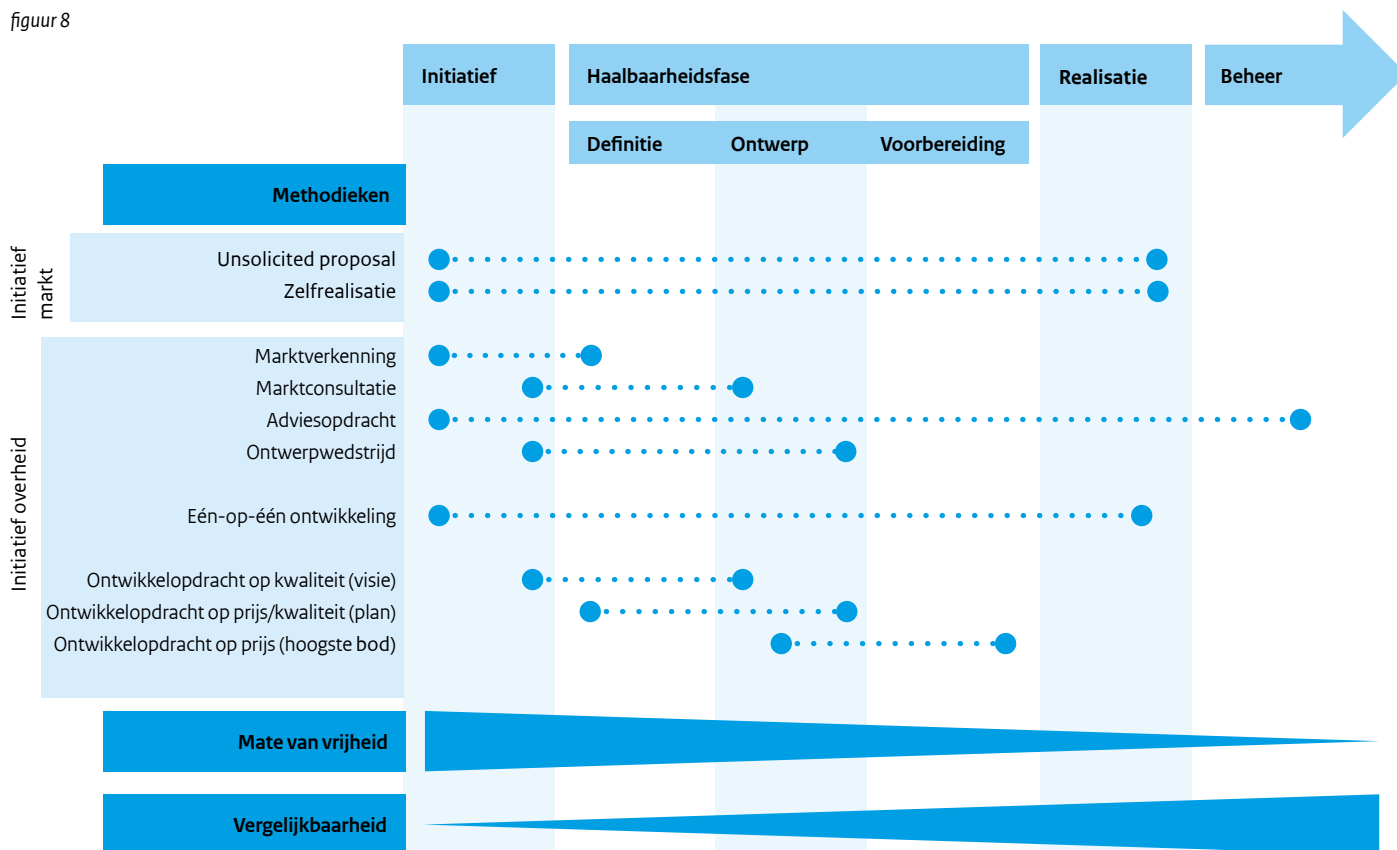 figuur 8
Initiatief
Haalbaarheidsfase
Realisatie
Beheer
Definitie
Ontwerp
Voorbereiding
Methodieken
Initiatief
markt
Unsolicited proposal
Zelfrealisatie
Initiatief overheid
Marktverkenning
Marktconsultatie
Adviesopdracht
Ontwerpwedstrijd
Eén-op-één ontwikkeling
Ontwikkelopdracht op kwaliteit (visie)
Ontwikkelopdracht op prijs/kwaliteit (plan)
Ontwikkelopdracht op prijs (hoogste bod)
Mate van vrijheid
Vergelijkbaarheid